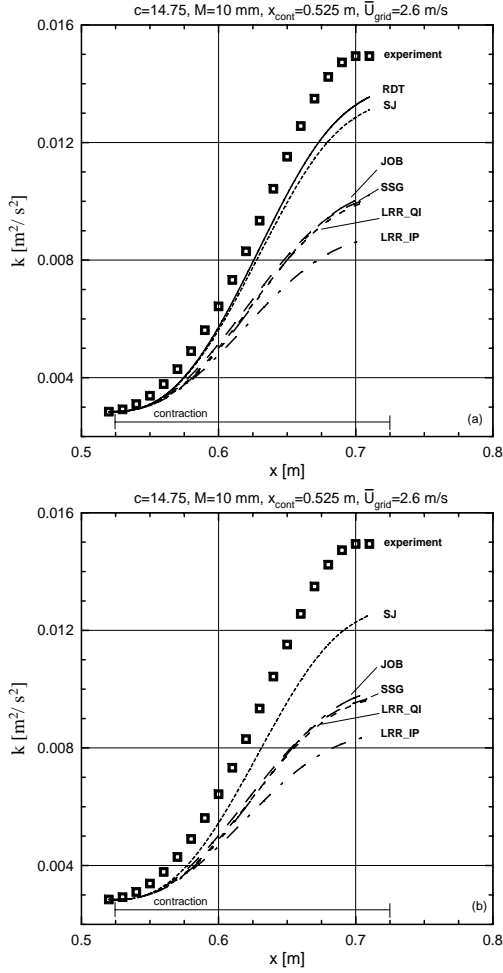 c=14.75, M=10 mm, x_cont=0.525 m, U̅_grid=2.6 m/s
0.016
experiment
RDT
SJ
0.012
JOB
SSG
LRR_QI
LRR_IP
k [m²/ s²]
0.008
0.004
contraction
(a)
0.5
0.6
0.7
0.8
x [m]
c=14.75, M=10 mm, x_cont=0.525 m, U̅_grid=2.6 m/s
0.016
experiment
SJ
0.012
JOB
SSG
LRR_QI
LRR_IP
k [m²/ s²]
0.008
0.004
contraction
(b)
0.5
0.6
0.7
0.8
x [m]